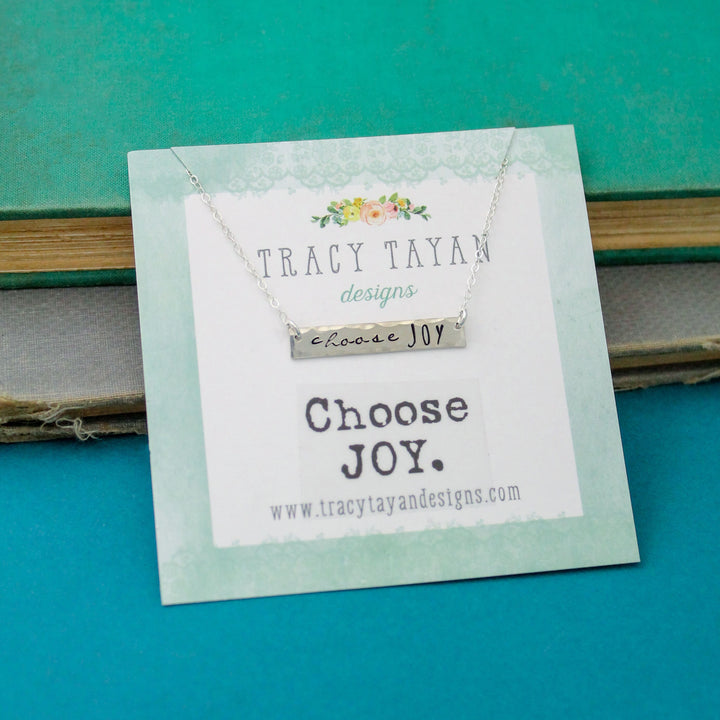 TRACY TAYAN
designs
choose JOY
Choose
JOY.
www.tracytayandesigns.com